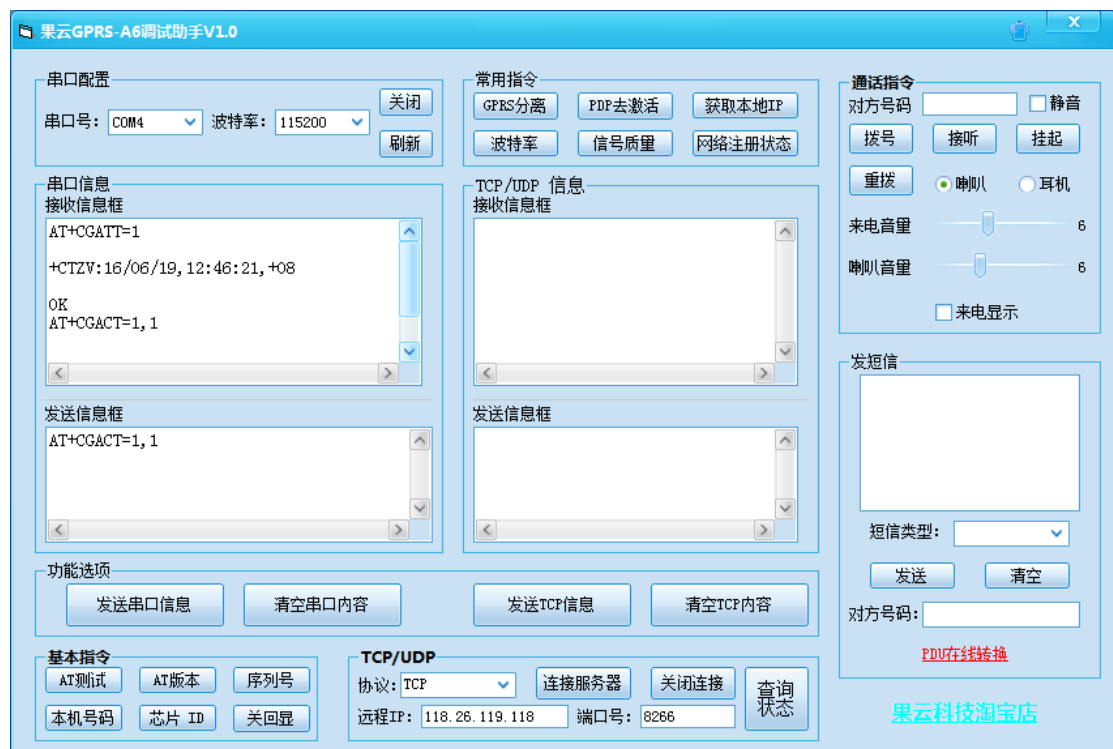 果云GPRS-A6调试助手V1.0
串口配置
串口号: COM4 波特率: 115200 关闭
刷新
常用指令
GPRS分离 PDP去激活 获取本地IP
波特率 信号质量 网络注册状态
通话指令
对方号码 静音
拨号 接听 挂起
重拨 喇叭 耳机
来电音量 6
喇叭音量 6
来电显示
串口信息
接收信息框
AT+CGATT=1
+CTZV:16/06/19,12:46:21,+08
OK
AT+CGACT=1,1
发送信息框
AT+CGACT=1,1
TCP/UDP 信息
接收信息框
发送信息框
发短信
短信类型:
发送 清空
对方号码:
PDU在线转换
功能选项
发送串口信息 清空串口内容 发送TCP信息 清空TCP内容
基本指令
AT测试 AT版本 序列号
本机号码 芯片 ID 关回显
TCP/UDP
协议: TCP 连接服务器 关闭连接 查询
状态
远程IP: 118.26.119.118 端口号: 8266
果云科技淘宝店